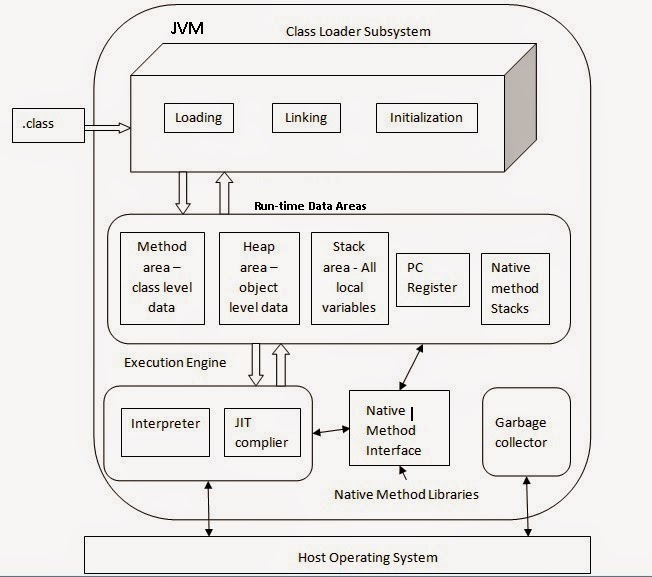 JVM
Class Loader Subsystem
.class
Loading
Linking
Initialization
Run-time Data Areas
Method
area –
class level
data
Heap
area –
object
level data
Stack
area - All
local
variables
PC
Register
Native
method
Stacks
Execution Engine
Interpreter
JIT
complier
Native
Method
Interface
Garbage
collector
Native Method Libraries
Host Operating System